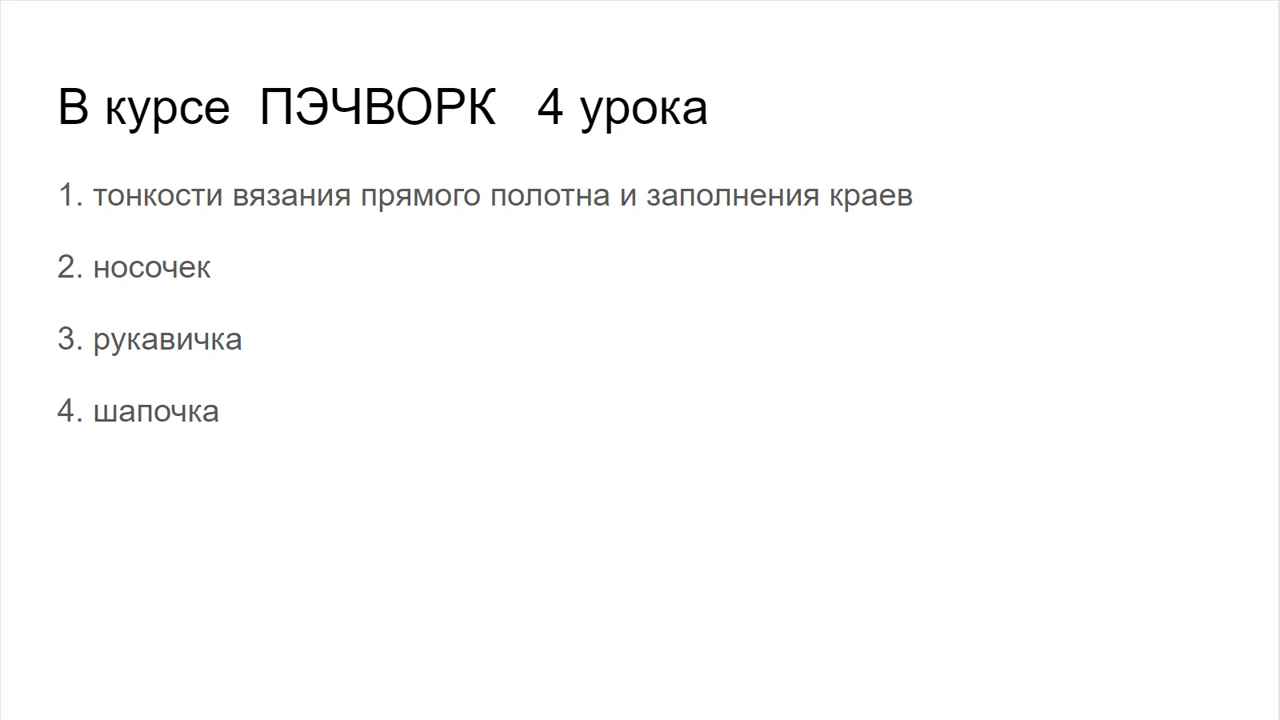 В курсе ПЭЧВОРК 4 урока
1. тонкости вязания прямого полотна и заполнения краев
2. носочек
3. рукавичка
4. шапочка